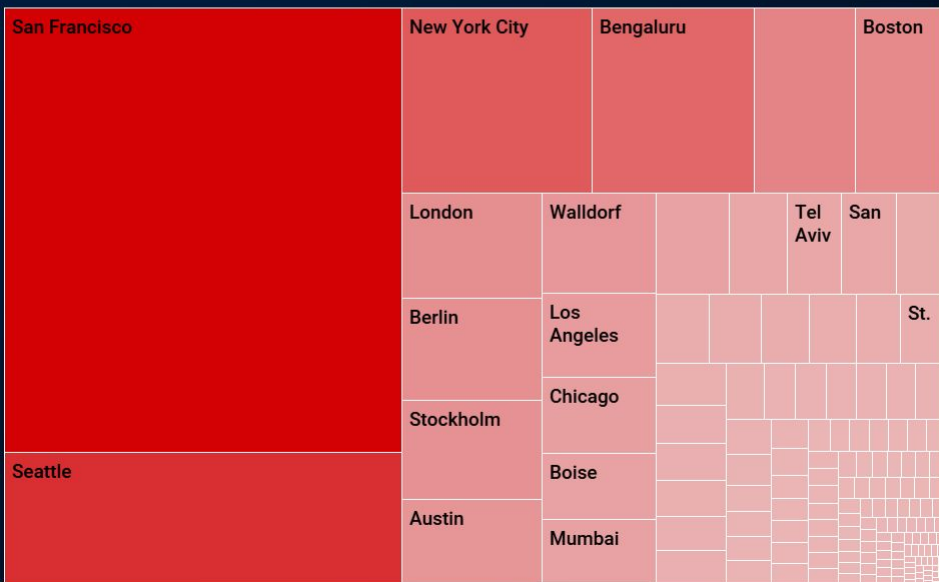 San Francisco
New York City
Bengaluru
Boston
London
Walldorf
Tel
Aviv
San
Berlin
Los
Angeles
St.
Stockholm
Chicago
Seattle
Boise
Austin
Mumbai